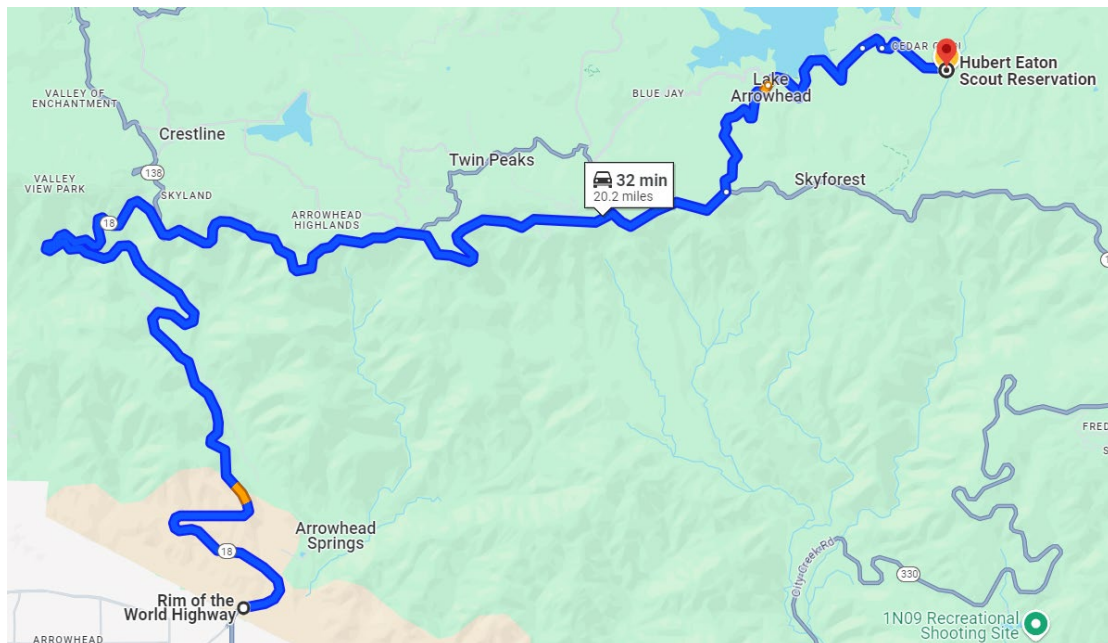 CEDAR G
Hubert Eaton
Scout Reservation
Lake
Arrowhead
VALLEY OF
ENCHANTMENT
BLUE JAY
Crestline
Twin Peaks
138
32 min
20.2 miles
VALLEY
VIEW PARK
SKYLAND
Skyforest
ARROWHEAD
HIGHLANDS
18
1
FRED
S
Arrowhead
Springs
18
City Creek Rd
330
Rim of the
World Highway
1N09 Recreational
Shooting Site
ARROWHEAD